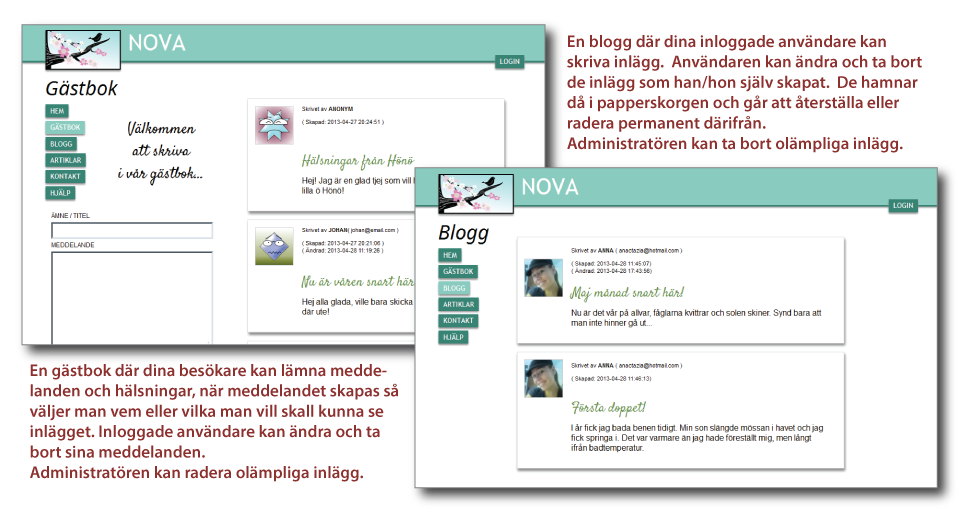 NOVA
LOGIN
Gästbok
HEM
GÄSTBOK
BLOGG
ARTIKLAR
KONTAKT
HJÄLP
Välkommen
att skriva
i vår gästbok...
ÄMNE / TITEL
MEDDELANDE
Skrivet av ANONYM
( Skapad: 2013-04-27 20:24:51 )
Hälsningar från Hönö
Hej! Jag är en glad tjej som vill
lilla ö Hönö!
Skrivet av JOHAN( johan@email.com )
( Skapad: 2013-04-27 20:21:06 )
( Ändrad: 2013-04-28 11:19:26 )
Nu är våren snart här
Hej alla glada, ville bara skicka
där ute!
En blogg där dina inloggade användare kan
skriva inlägg. Användaren kan ändra och ta bort
de inlägg som han/hon själv skapat. De hamnar
då i papperskorgen och går att återställa eller
radera permanent därifrån.
Administratören kan ta bort olämpliga inlägg.
NOVA
LOGIN
Blogg
HEM
GÄSTBOK
BLOGG
ARTIKLAR
KONTAKT
HJÄLP
Skrivet av ANNA ( anactazia@hotmail.com )
( Skapad: 2013-04-28 11:45:07)
( Ändrad: 2013-04-28 17:43:56)
Maj månad snart här!
Nu är det vår på allvar, fåglarna kvittrar och solen skiner. Synd bara att
man inte hinner gå ut...
Skrivet av ANNA ( anactazia@hotmail.com )
( Skapad: 2013-04-28 11:46:13)
Första doppet!
I år fick jag bada benen tidigt. Min son slängde mössan i havet och jag
fick springa i. Det var varmare än jag hade föreställt mig, men långt
ifrån badtemperatur.
En gästbok där dina besökare kan lämna medde-
landen och hälsningar, när meddelandet skapas så
väljer man vem eller vilka man vill skall kunna se
inlägget. Inloggade användare kan ändra och ta
bort sina meddelanden.
Administratören kan radera olämpliga inlägg.